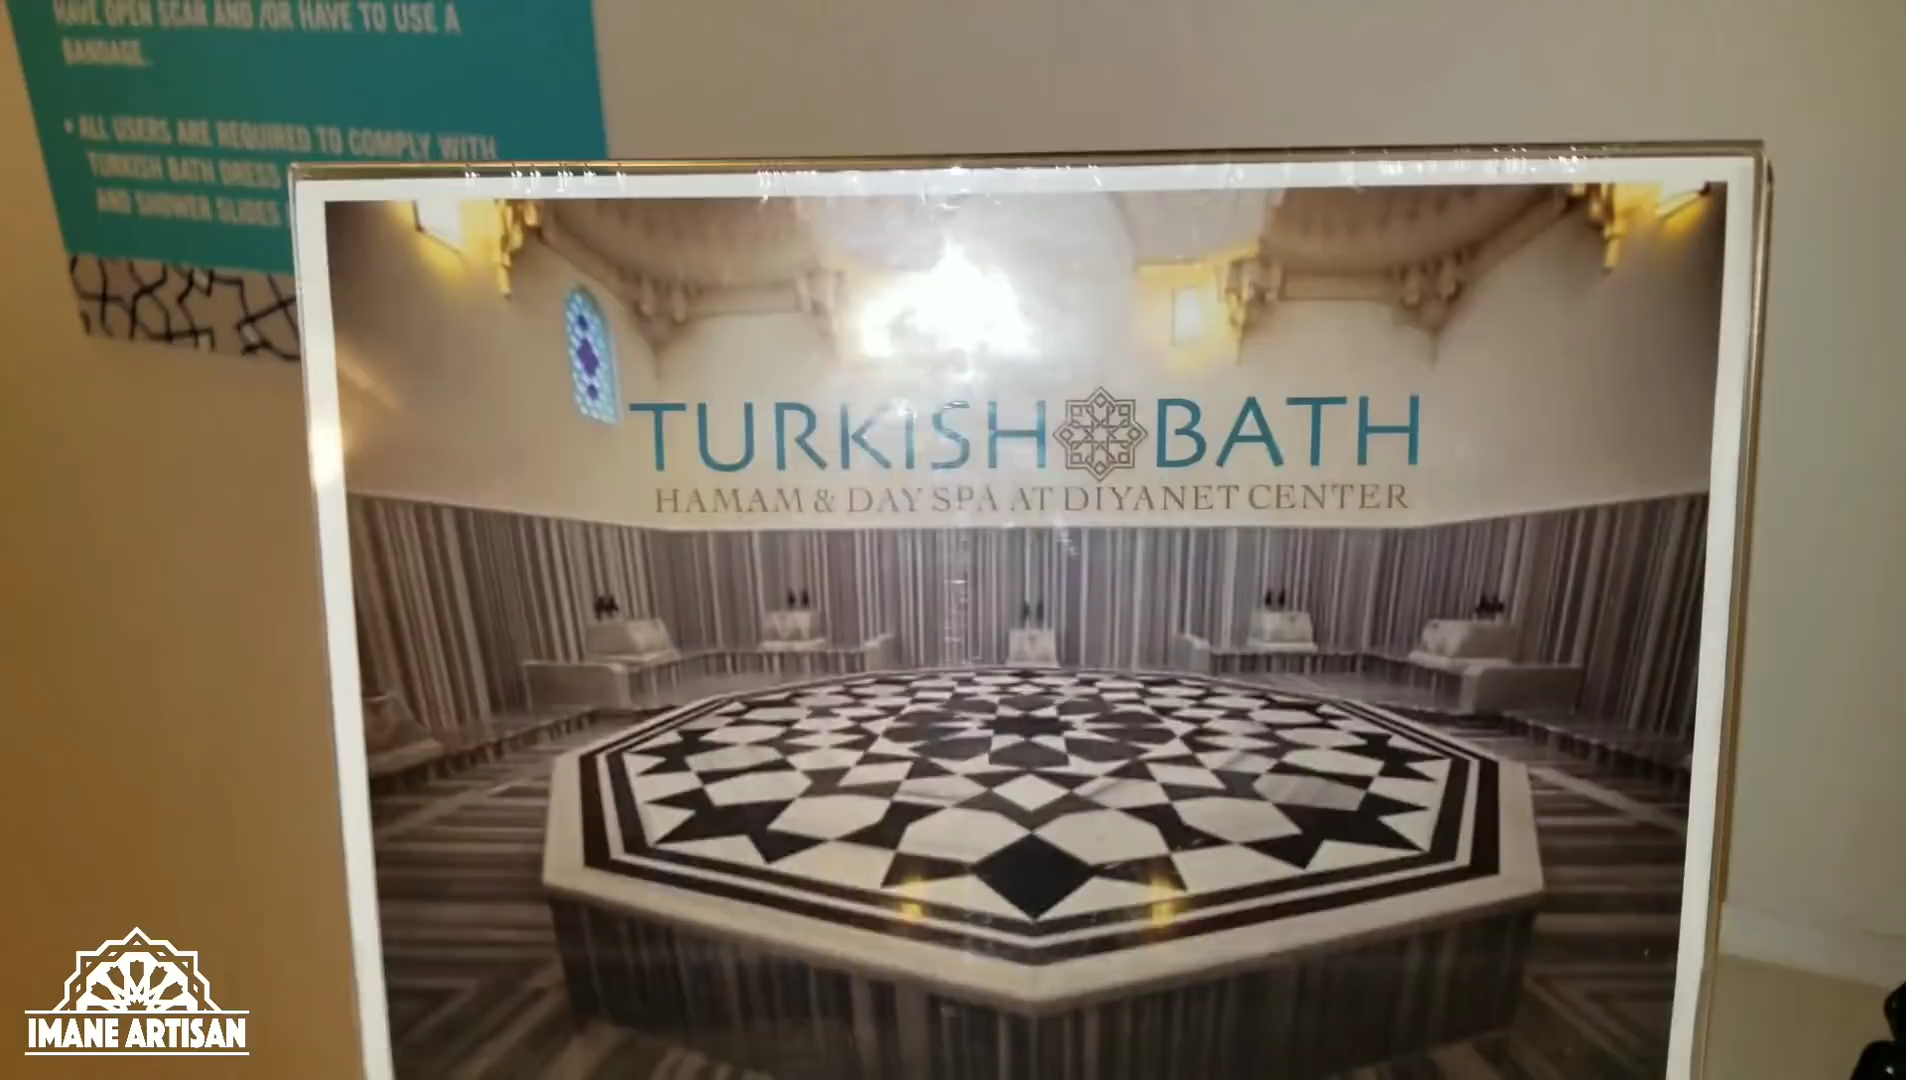 HAVE OPEN SCAR AND /OR HAVE TO USE A
BANDAGE.
• ALL USERS ARE REQUIRED TO COMPLY WITH
TURKISH BATH DRESS
AND SHOWER SLIDES
TURKISH BATH
HAMAM & DAY SPA AT DIYANET CENTER
IMANE ARTISAN